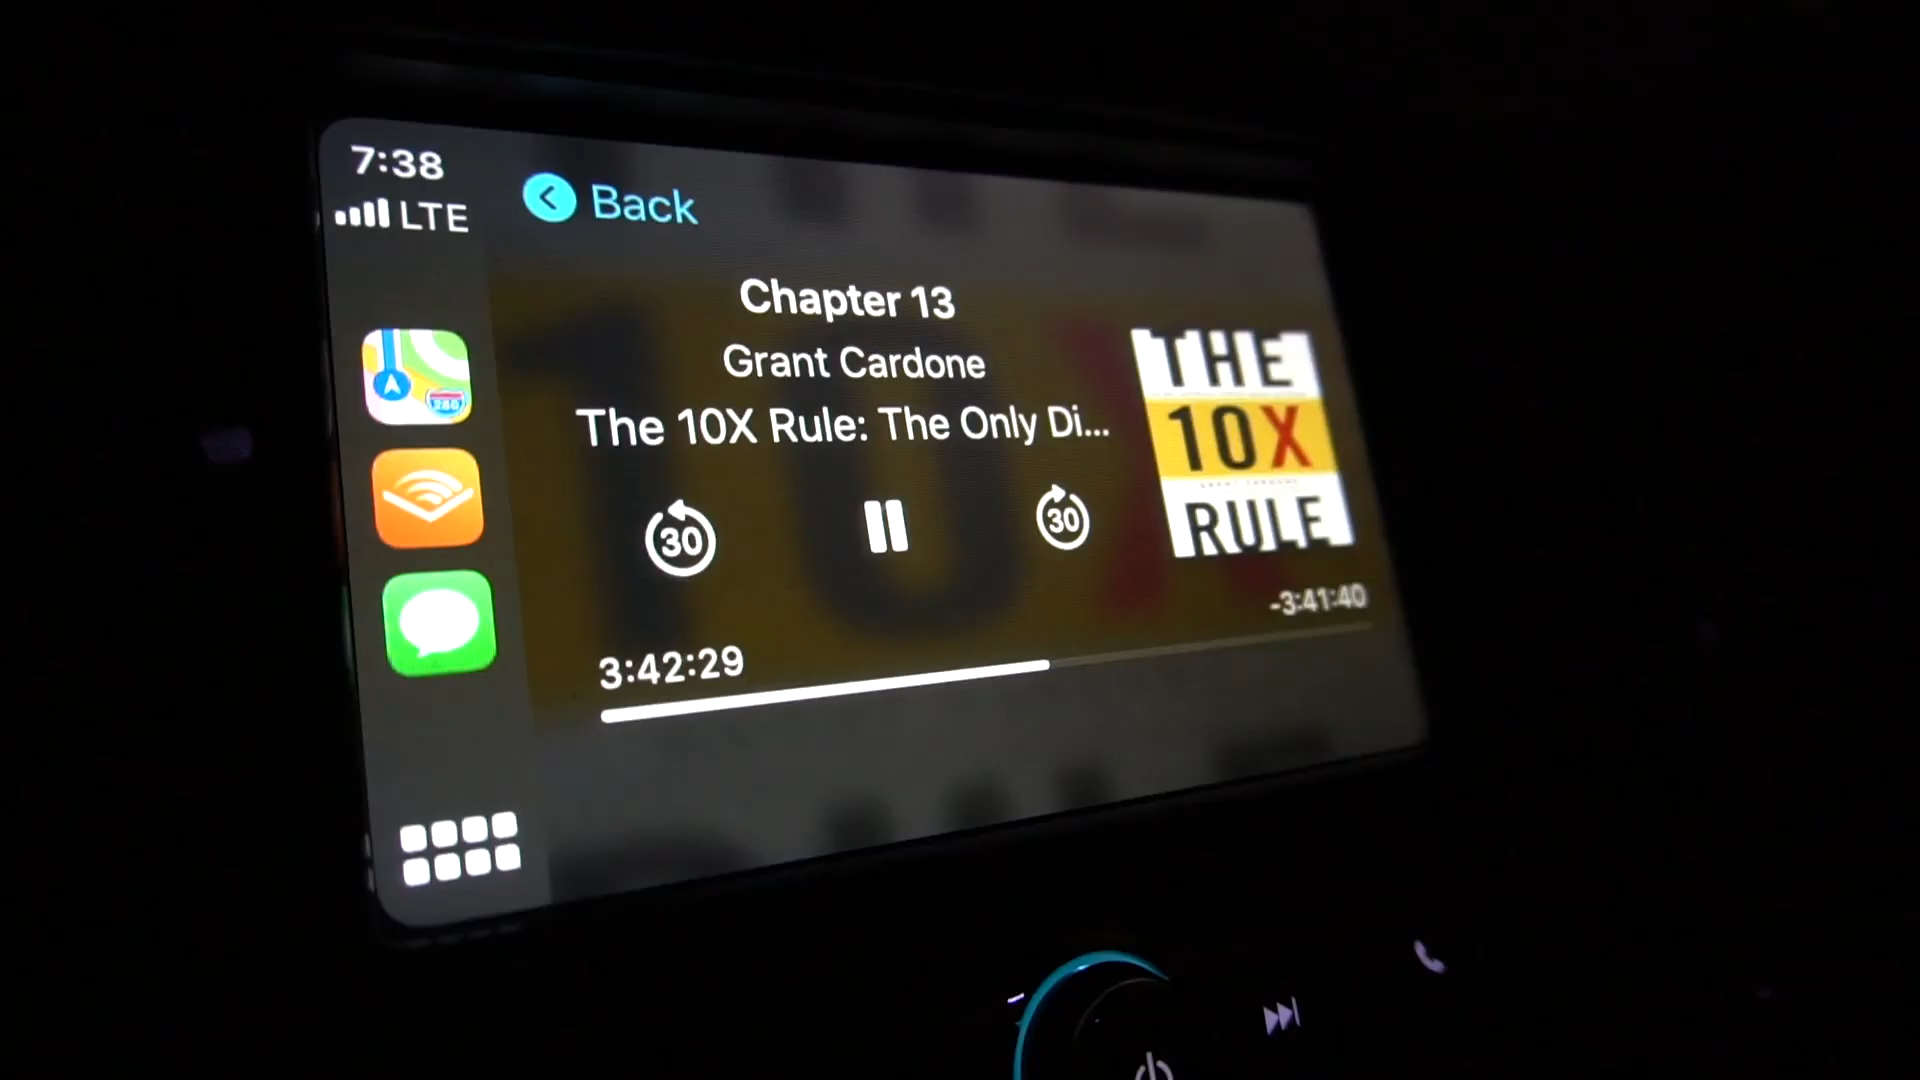 7:38
LTE
Back
Chapter 13
Grant Cardone
The 10X Rule: The Only Di...
30
30
3:42:29
-3:41:40
THE
10X
RULE
280